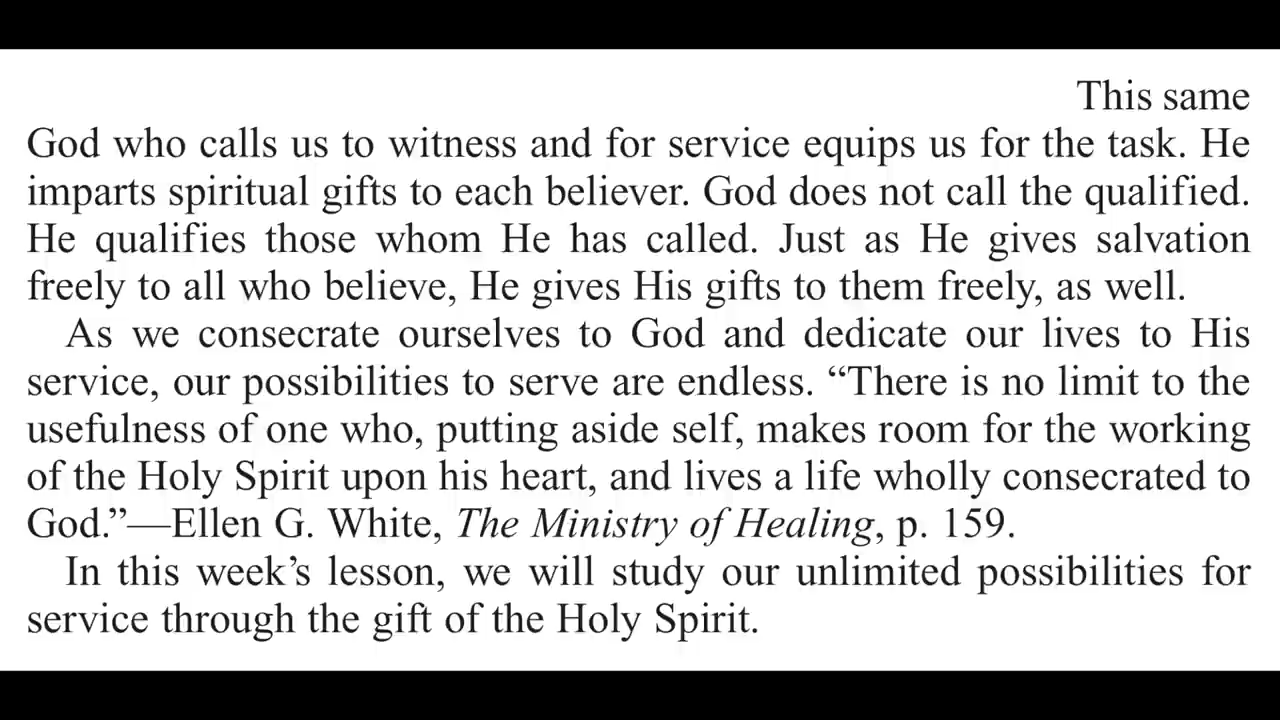 This same
God who calls us to witness and for service equips us for the task. He
imparts spiritual gifts to each believer. God does not call the qualified.
He qualifies those whom He has called. Just as He gives salvation
freely to all who believe, He gives His gifts to them freely, as well.
As we consecrate ourselves to God and dedicate our lives to His
service, our possibilities to serve are endless. “There is no limit to the
usefulness of one who, putting aside self, makes room for the working
of the Holy Spirit upon his heart, and lives a life wholly consecrated to
God.”—Ellen G. White, The Ministry of Healing, p. 159.
In this week’s lesson, we will study our unlimited possibilities for
service through the gift of the Holy Spirit.